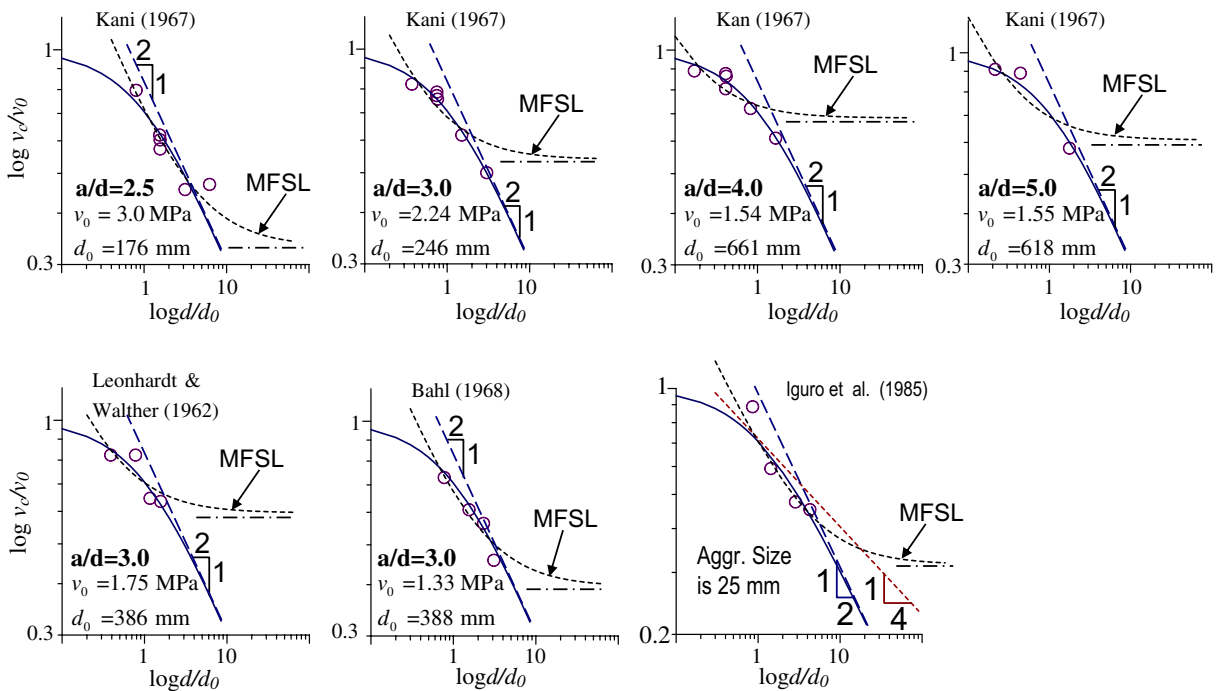 Kani (1967)
1
2
1
log v_c/v_0
MFSL
a/d=2.5
v_0 = 3.0 MPa
d_0 =176 mm
0.3
1 10
logd/d_0
Kani (1967)
1
MFSL
a/d=3.0
v_0 =2.24 MPa
d_0 =246 mm
2
1
0.3
1 10
logd/d_0
Kan (1967)
1
MFSL
a/d=4.0
v_0 =1.54 MPa
d_0 =661 mm
2
1
0.3
1 10
logd/d_0
Kani (1967)
1
MFSL
a/d=5.0
v_0 =1.55 MPa
d_0 =618 mm
2
1
0.3
1 10
logd/d_0
Leonhardt &
Walther (1962)
1
log v_c/v_0
MFSL
a/d=3.0
v_0 =1.75 MPa
d_0 =386 mm
2
1
0.3
1 10
logd/d_0
Bahl (1968)
1
2
1
MFSL
a/d=3.0
v_0 =1.33 MPa
d_0 =388 mm
0.3
1 10
logd/d_0
Iguro et al. (1985)
1
MFSL
Aggr. Size
is 25 mm
1
2
1
4
0.2
1 10
logd/d_0